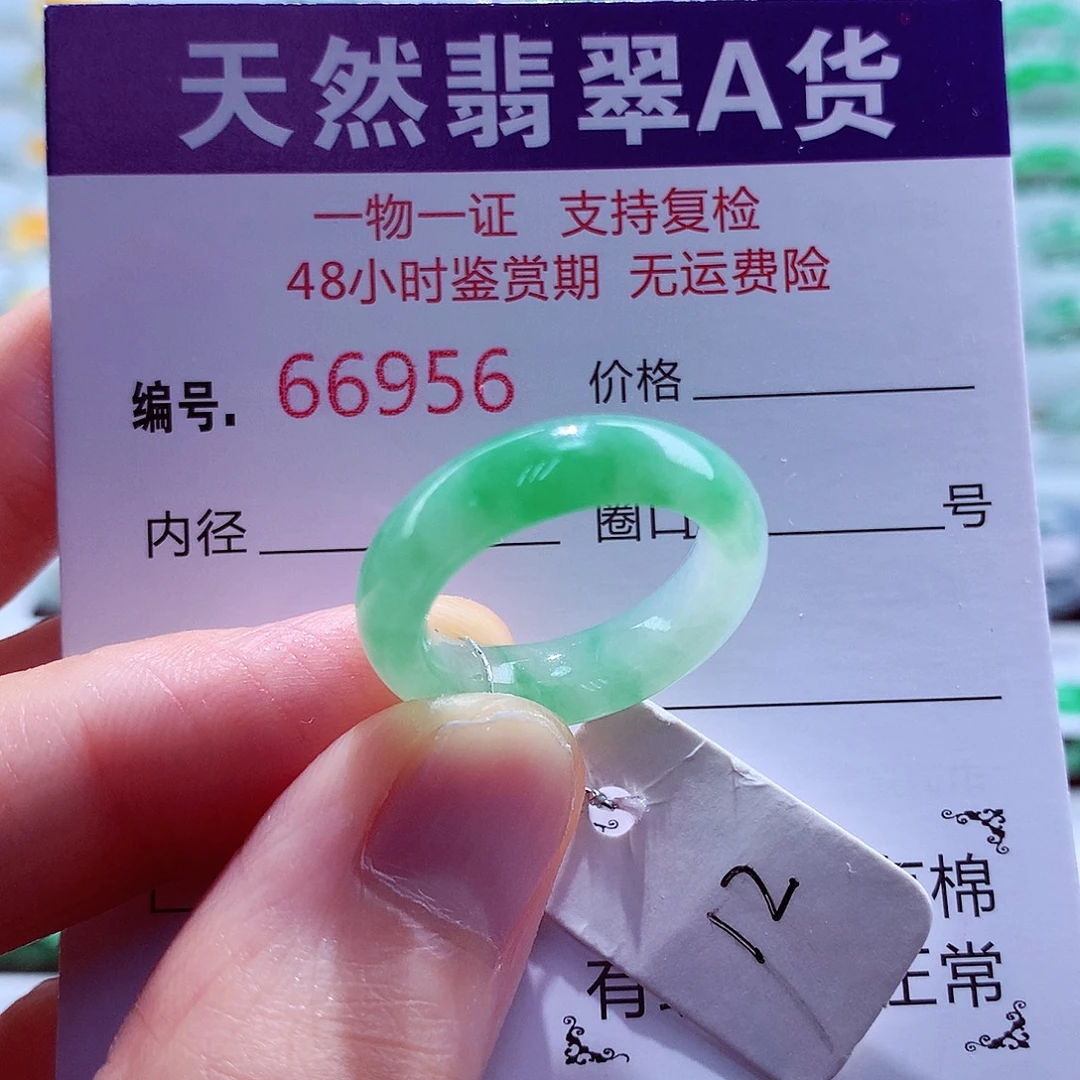 天然翡翠A货
一物一证 支持复检
48小时鉴赏期 无运费险
编号. 66956 价格
内径 圈口 号
棉
有 正常
12